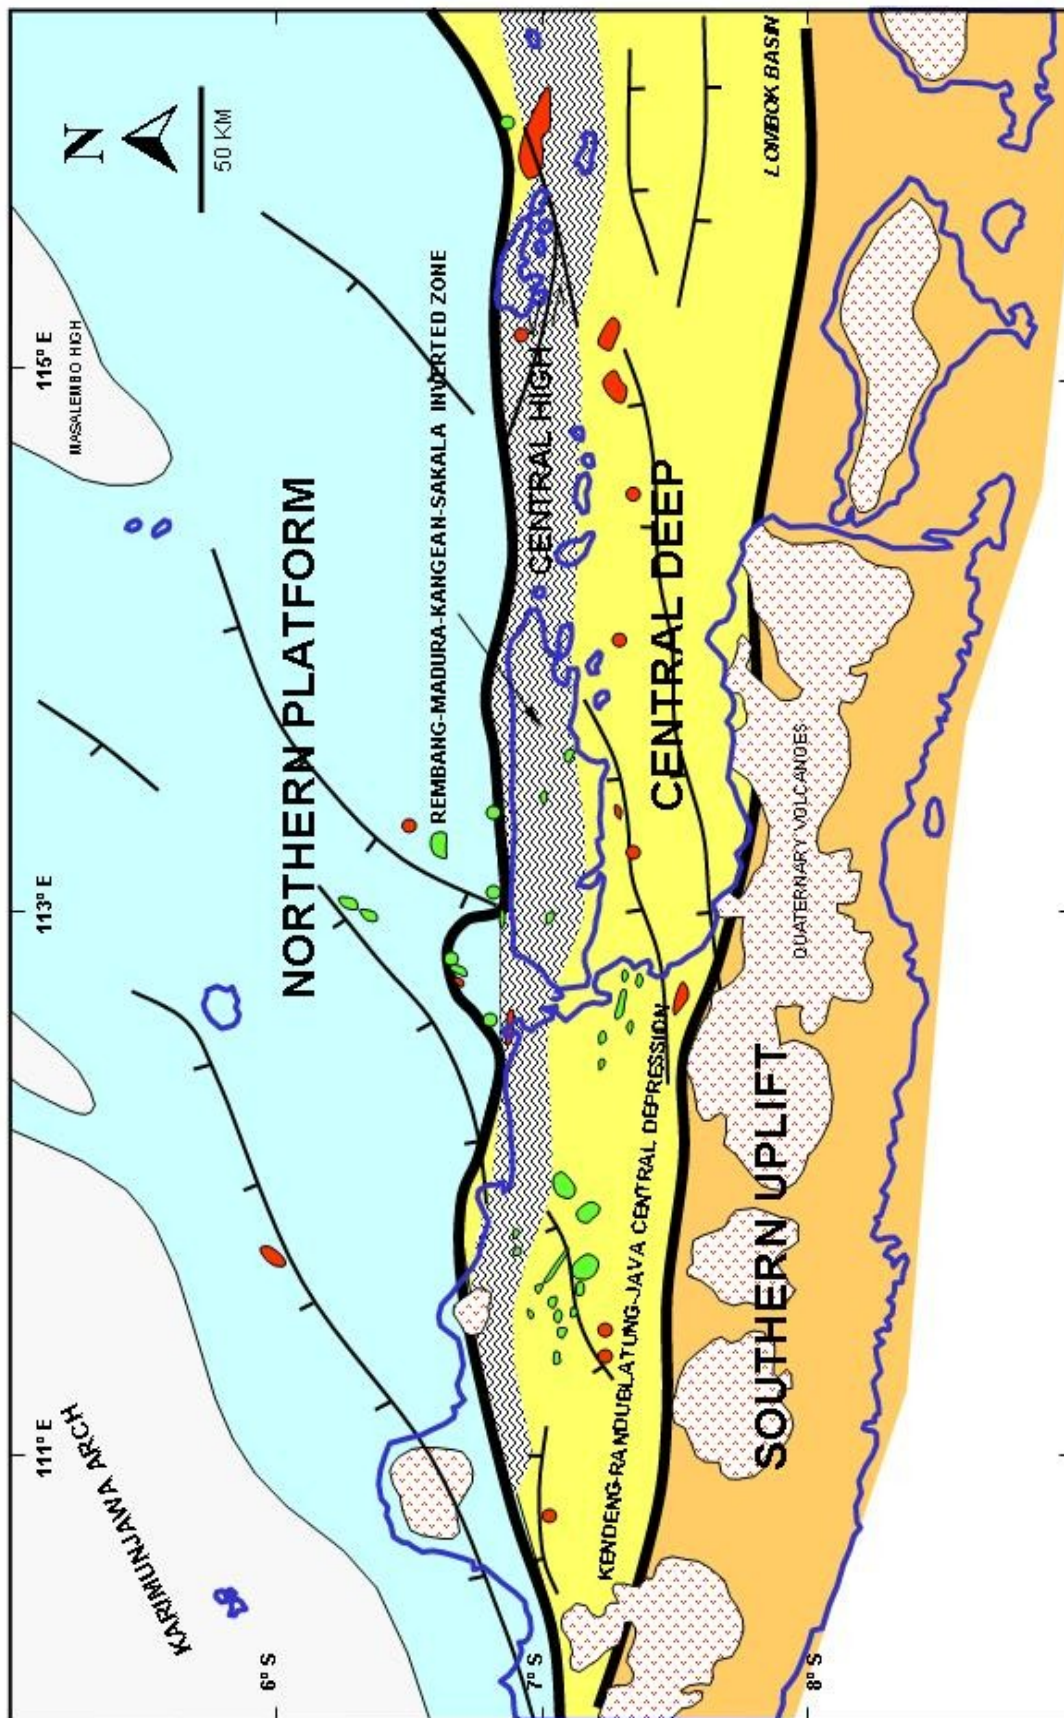 111° E
113° E
115° E
N
50 KM
MASALEMBO HIGH
KARIMUNJAWA ARCH
6° S
NORTHERN PLATFORM
REMBANG-MADURA-KANGEAN-SAKALA INVERTED ZONE
7° S
CENTRAL HIGH
CENTRAL DEEP
KENDENG-RANDUBLATUNG-JAVA CENTRAL DEPRESSION
LOMBOK BASIN
8° S
QUATERNARY VOLCANOES
SOUTHERN UPLIFT